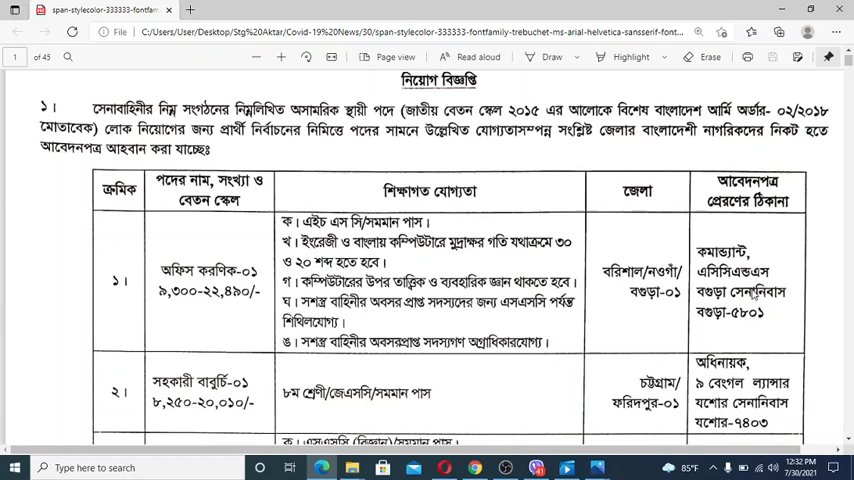 span-stylecolor-333333-fontfam
File
C:/Users/User/Desktop/Stg%20Aktar/Covid-19%20News/30/span-stylecolor-333333-fontfamily-trebuchet-ms-arial-helvetica-sansserif-font...
1
of 45
Page view
Read aloud
Draw
Highlight
Erase
নিয়োগ বিজ্ঞপ্তি
১। সেনাবাহিনীর নিম্ন সংগঠনের নিম্নলিখিত অসামরিক স্থায়ী পদে (জাতীয় বেতন স্কেল ২০১৫ এর আলোকে বিশেষ বাংলাদেশ আর্মি অর্ডার- ০২/২০১৮
মোতাবেক) লোক নিয়োগের জন্য প্রার্থী নির্বাচনের নিমিত্তে পদের সামনে উল্লেখিত যোগ্যতাসম্পন্ন সংশ্লিষ্ট জেলার বাংলাদেশী নাগরিকদের নিকট হতে
আবেদনপত্র আহবান করা যাচ্ছেঃ
ক্রমিক
পদের নাম, সংখ্যা ও
বেতন স্কেল
শিক্ষাগত যোগ্যতা
জেলা
আবেদনপত্র
প্রেরণের ঠিকানা
১।
অফিস করণিক-০১
৯,৩০০-২২,৪৯০/-
ক। এইচ এস সি/সমমান পাস।
খ। ইংরেজী ও বাংলায় কম্পিউটারে মুদ্রাক্ষর গতি যথাক্রমে ৩০
ও ২০ শব্দ হতে হবে।
গ। কম্পিউটারের উপর তাত্ত্বিক ও ব্যবহারিক জ্ঞান থাকতে হবে।
ঘ। সশস্ত্র বাহিনীর অবসর প্রাপ্ত সদস্যদের জন্য এসএসসি পর্যন্ত
শিথিলযোগ্য।
ঙ। সশস্ত্র বাহিনীর অবসরপ্রাপ্ত সদস্যগণ অগ্রাধিকারযোগ্য।
বরিশাল/নওগাঁ/
বগুড়া-০১
কমান্ড্যান্ট,
এসিসিএন্ডএস
বগুড়া সেনানিবাস
বগুড়া-৫৮০১
২।
সহকারী বাবুর্চি-০১
৮,২৫০-২০,০১০/-
৮ম শ্রেণী/জেএসসি/সমমান পাস
চট্টগ্রাম/
ফরিদপুর-০১
অধিনায়ক,
৯ বেংগল ল্যান্সার
যশোর সেনানিবাস
যশোর-৭৪০৩
ক। এসএসসি (বিজ্ঞান)/সমমান পাস।
Type here to search
41
85°F
12:32 PM
7/30/2021